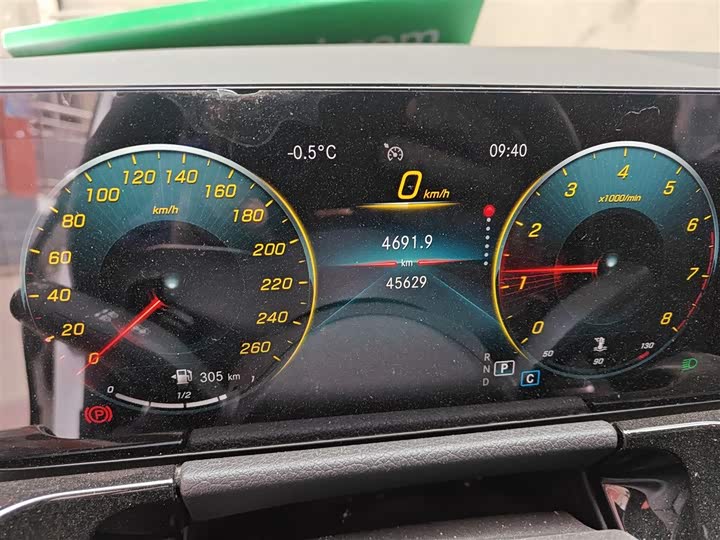 -0.5°C
09:40
0 km/h
4691.9
km
45629
0 20 40 60 80 100 120 140 160 180 200 220 240 260
km/h
305 km
0 1/2 1
P
0 1 2 3 4 5 6 7 8
x1000/min
50 90 130
R
N P
D C